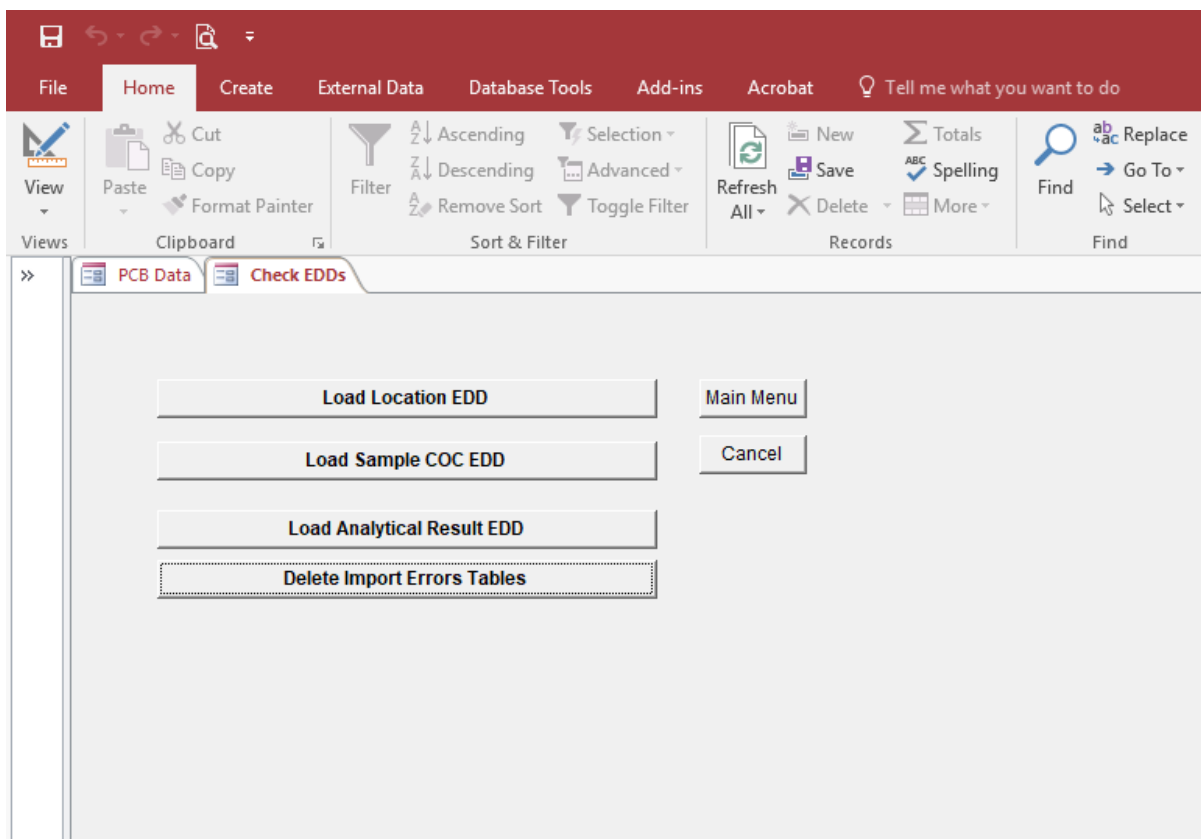 File Home Create External Data Database Tools Add-ins Acrobat Tell me what you want to do
View
Views
Paste
Cut
Copy
Format Painter
Clipboard
Filter
Ascending
Descending
Remove Sort
Selection
Advanced
Toggle Filter
Sort & Filter
Refresh
All
New
Save
Delete
Totals
Spelling
More
Records
Find
Replace
Go To
Select
Find
PCB Data Check EDDs
Load Location EDD
Main Menu
Load Sample COC EDD
Cancel
Load Analytical Result EDD
Delete Import Errors Tables